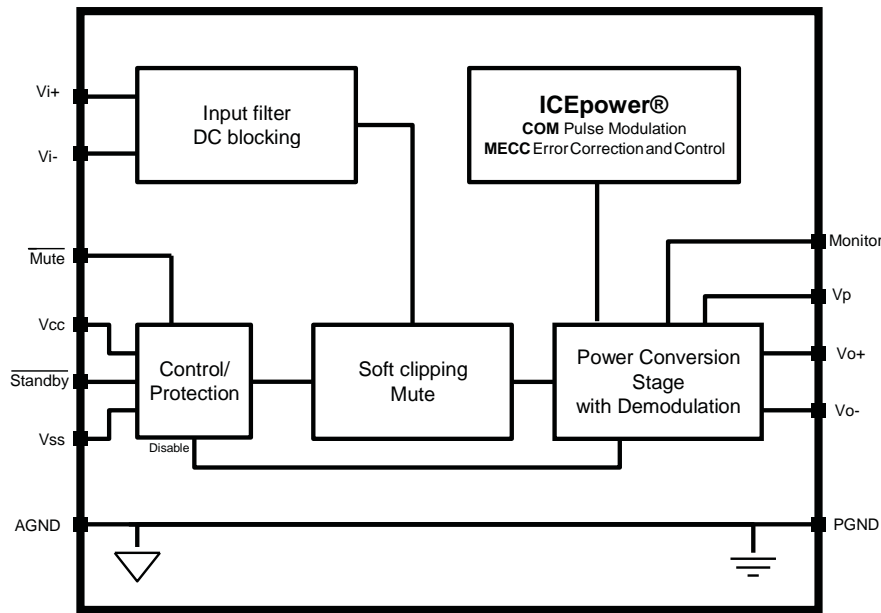 Vi+
Vi-
Input filter
DC blocking
ICEpower®
COM Pulse Modulation
MECC Error Correction and Control
Mute
Vcc
Standby
Vss
Control/
Protection
Disable
Soft clipping
Mute
Power Conversion
Stage
with Demodulation
Monitor
Vp
Vo+
Vo-
AGND
PGND